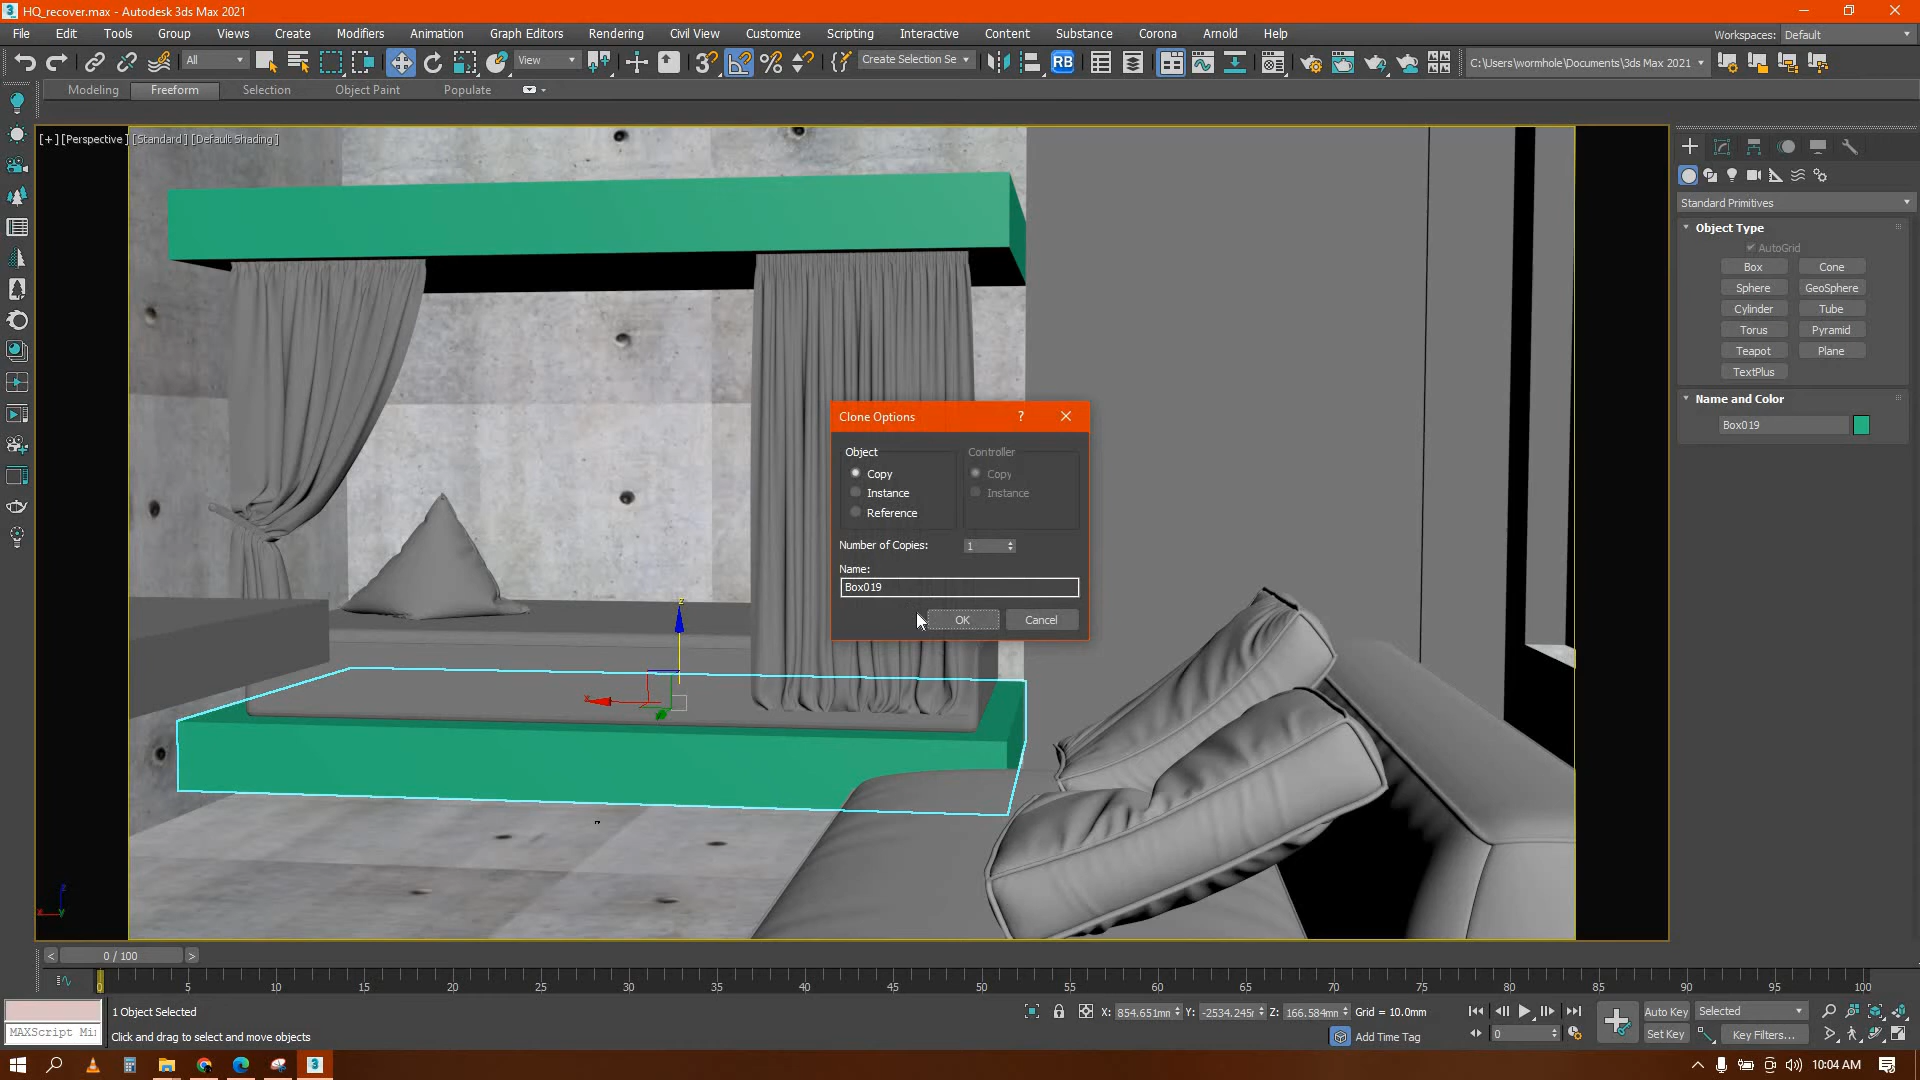 HQ_recover.max - Autodesk 3ds Max 2021
File Edit Tools Group Views Create Modifiers Animation Graph Editors Rendering Civil View Customize Scripting Interactive Content Substance Corona Arnold Help
Workspaces: Default
All View Create Selection Se RB C:\Users\wormhole\Documents\3ds Max 2021
Modeling Freeform Selection Object Paint Populate
[+] [Perspective] [Standard] [Default Shading]
Standard Primitives
Object Type
AutoGrid
Box Cone
Sphere GeoSphere
Cylinder Tube
Torus Pyramid
Teapot Plane
TextPlus
Name and Color
Box019
Clone Options ?
Object Controller
Copy Copy
Instance Instance
Reference
Number of Copies: 1
Name:
Box019
OK Cancel
z
x
z
x y
< 0 / 100 >
0 5 10 15 20 25 30 35 40 45 50 55 60 65 70 75 80 85 90 95 100
1 Object Selected X: 854.651mm Y: -2534.245r Z: 166.584mm Grid = 10.0mm Auto Key Selected
MAXScript Mi Click and drag to select and move objects Add Time Tag 0 Set Key Key Filters...
10:04 AM